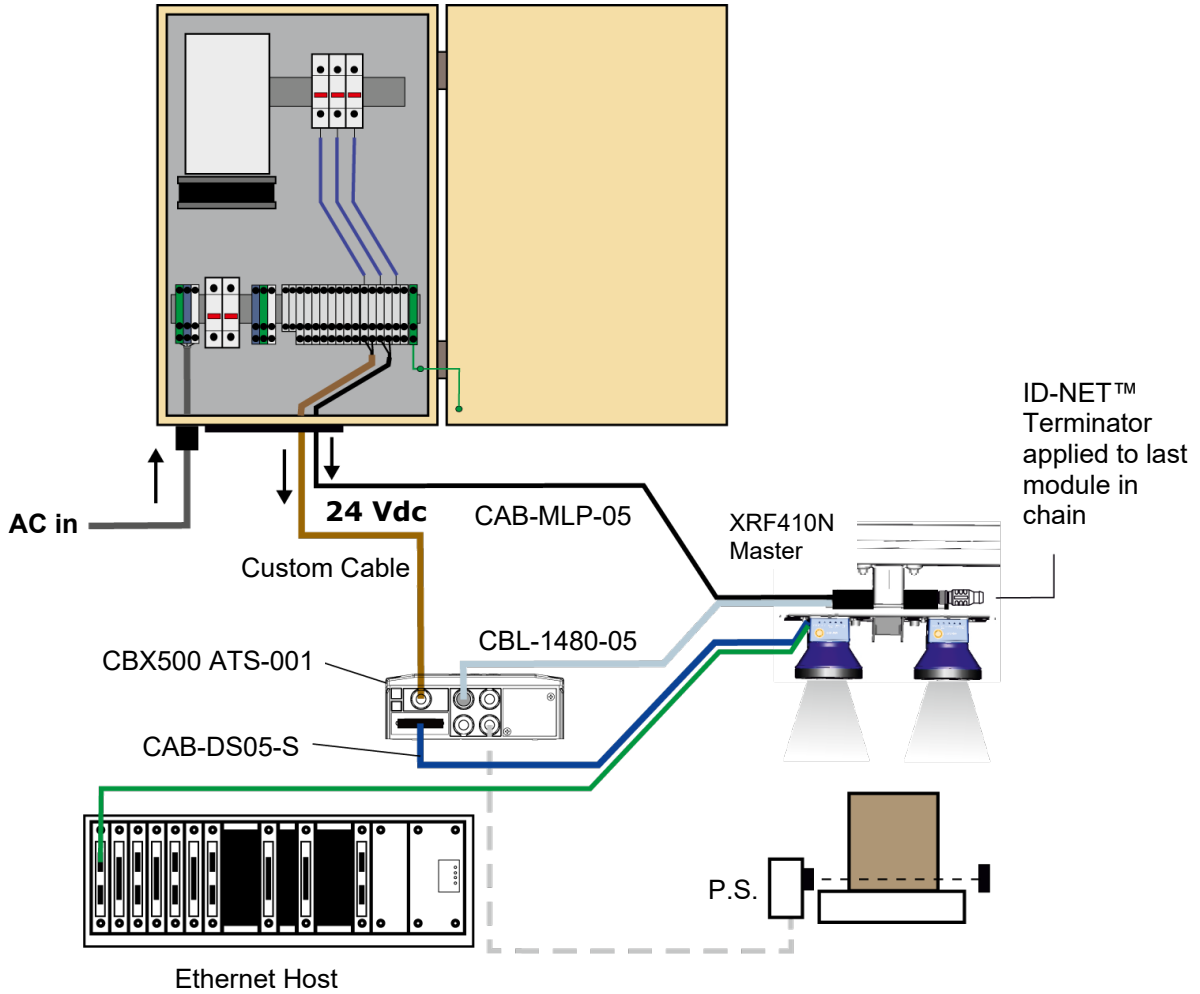 ID-NET™
Terminator
applied to last
module in
chain
AC in
24 Vdc
CAB-MLP-05
XRF410N
Master
Custom Cable
CBX500 ATS-001
CBL-1480-05
CAB-DS05-S
P.S.
Ethernet Host